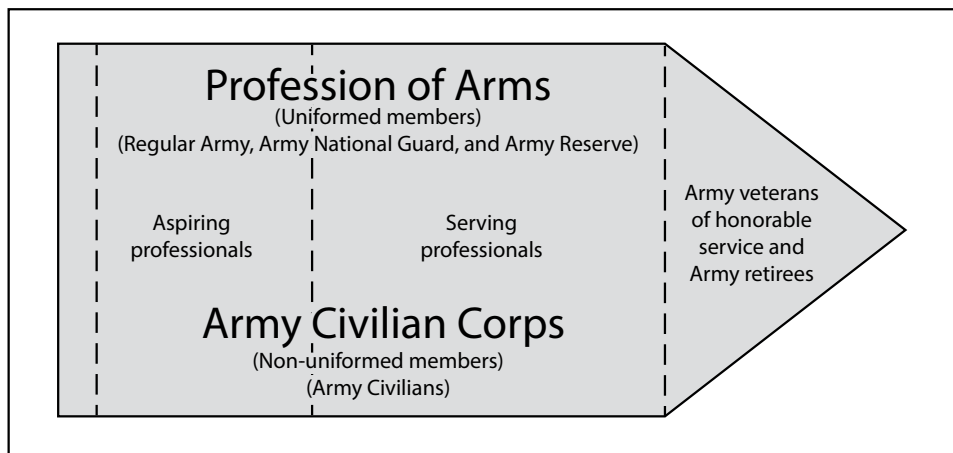 Profession of Arms
(Uniformed members)
(Regular Army, Army National Guard, and Army Reserve)
Aspiring
professionals
Serving
professionals
Army veterans
of honorable
service and
Army retirees
Army Civilian Corps
(Non-uniformed members)
(Army Civilians)